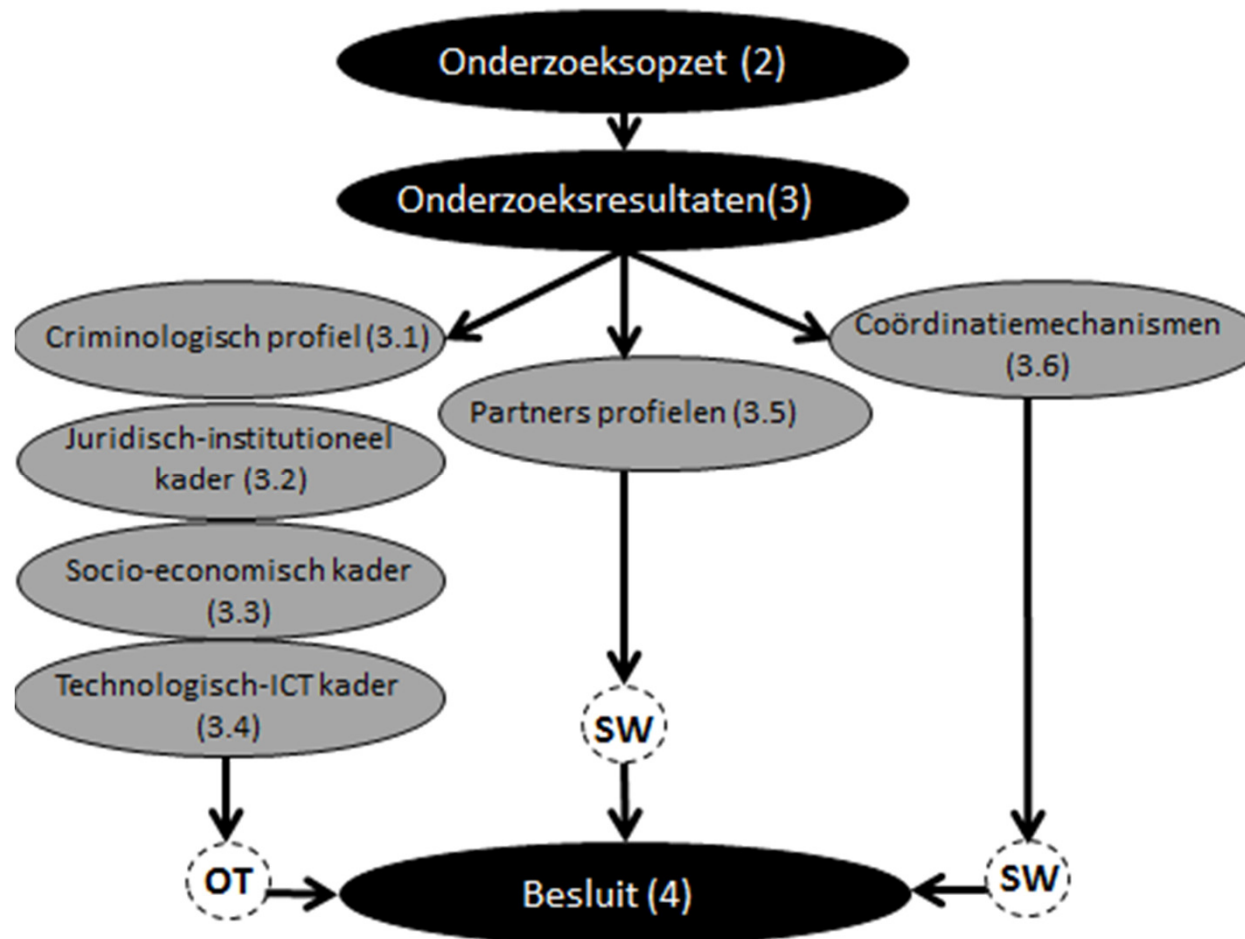 Onderzoeksopzet (2)
Onderzoeksresultaten(3)
Criminologisch profiel (3.1)
Juridisch-institutioneel
kader (3.2)
Socio-economisch kader
(3.3)
Technologisch-ICT kader
(3.4)
OT
Partners profielen (3.5)
SW
Coördinatiemechanismen
(3.6)
SW
Besluit (4)